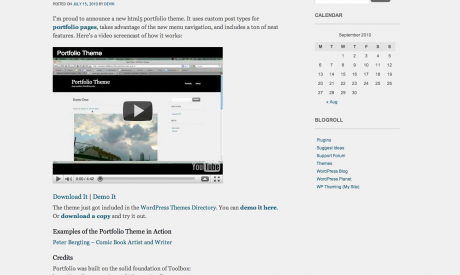 POSTED ON JULY 15, 2010 BY DEVIN
I'm proud to announce a new html5 portfolio theme. It uses custom post types for
portfolio pages, takes advantage of the new menu navigation, and includes a ton of neat
features. Here's a video screencast of how it works:
Portfolio Theme
Portfolio Theme
YouTube
0:00 / 4:40
Download It | Demo It
The theme just got included in the WordPress Themes Directory. You can demo it here.
Or download a copy and try it out.
Examples of the Portfolio Theme in Action
Peter Bergting – Comic Book Artist and Writer
Credits
Portfolio was built on the solid foundation of Toolbox:
CALENDAR
September 2010
M T W T F S S
1 2 3 4 5
6 7 8 9 10 11 12
13 14 15 16 17 18 19
20 21 22 23 24 25 26
27 28 29 30
« Aug
BLOGROLL
Plugins
Suggest Ideas
Support Forum
Themes
WordPress Blog
WordPress Planet
WP Theming (My Site)